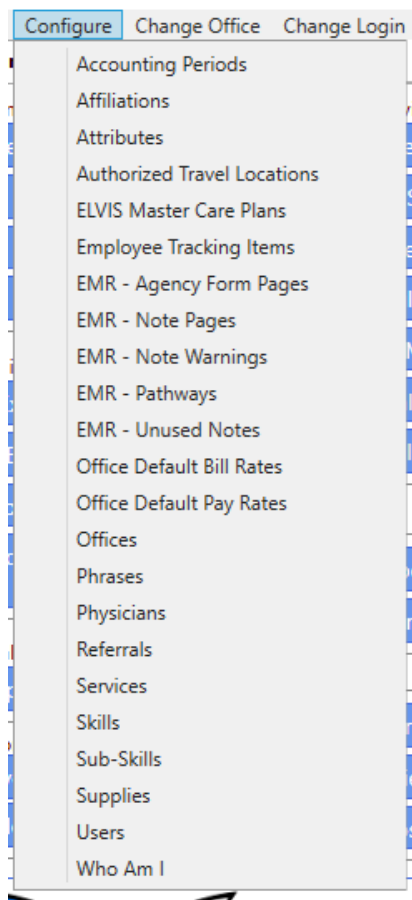 Configure Change Office Change Login
Accounting Periods
Affiliations
Attributes
Authorized Travel Locations
ELVIS Master Care Plans
Employee Tracking Items
EMR - Agency Form Pages
EMR - Note Pages
EMR - Note Warnings
EMR - Pathways
EMR - Unused Notes
Office Default Bill Rates
Office Default Pay Rates
Offices
Phrases
Physicians
Referrals
Services
Skills
Sub-Skills
Supplies
Users
Who Am I